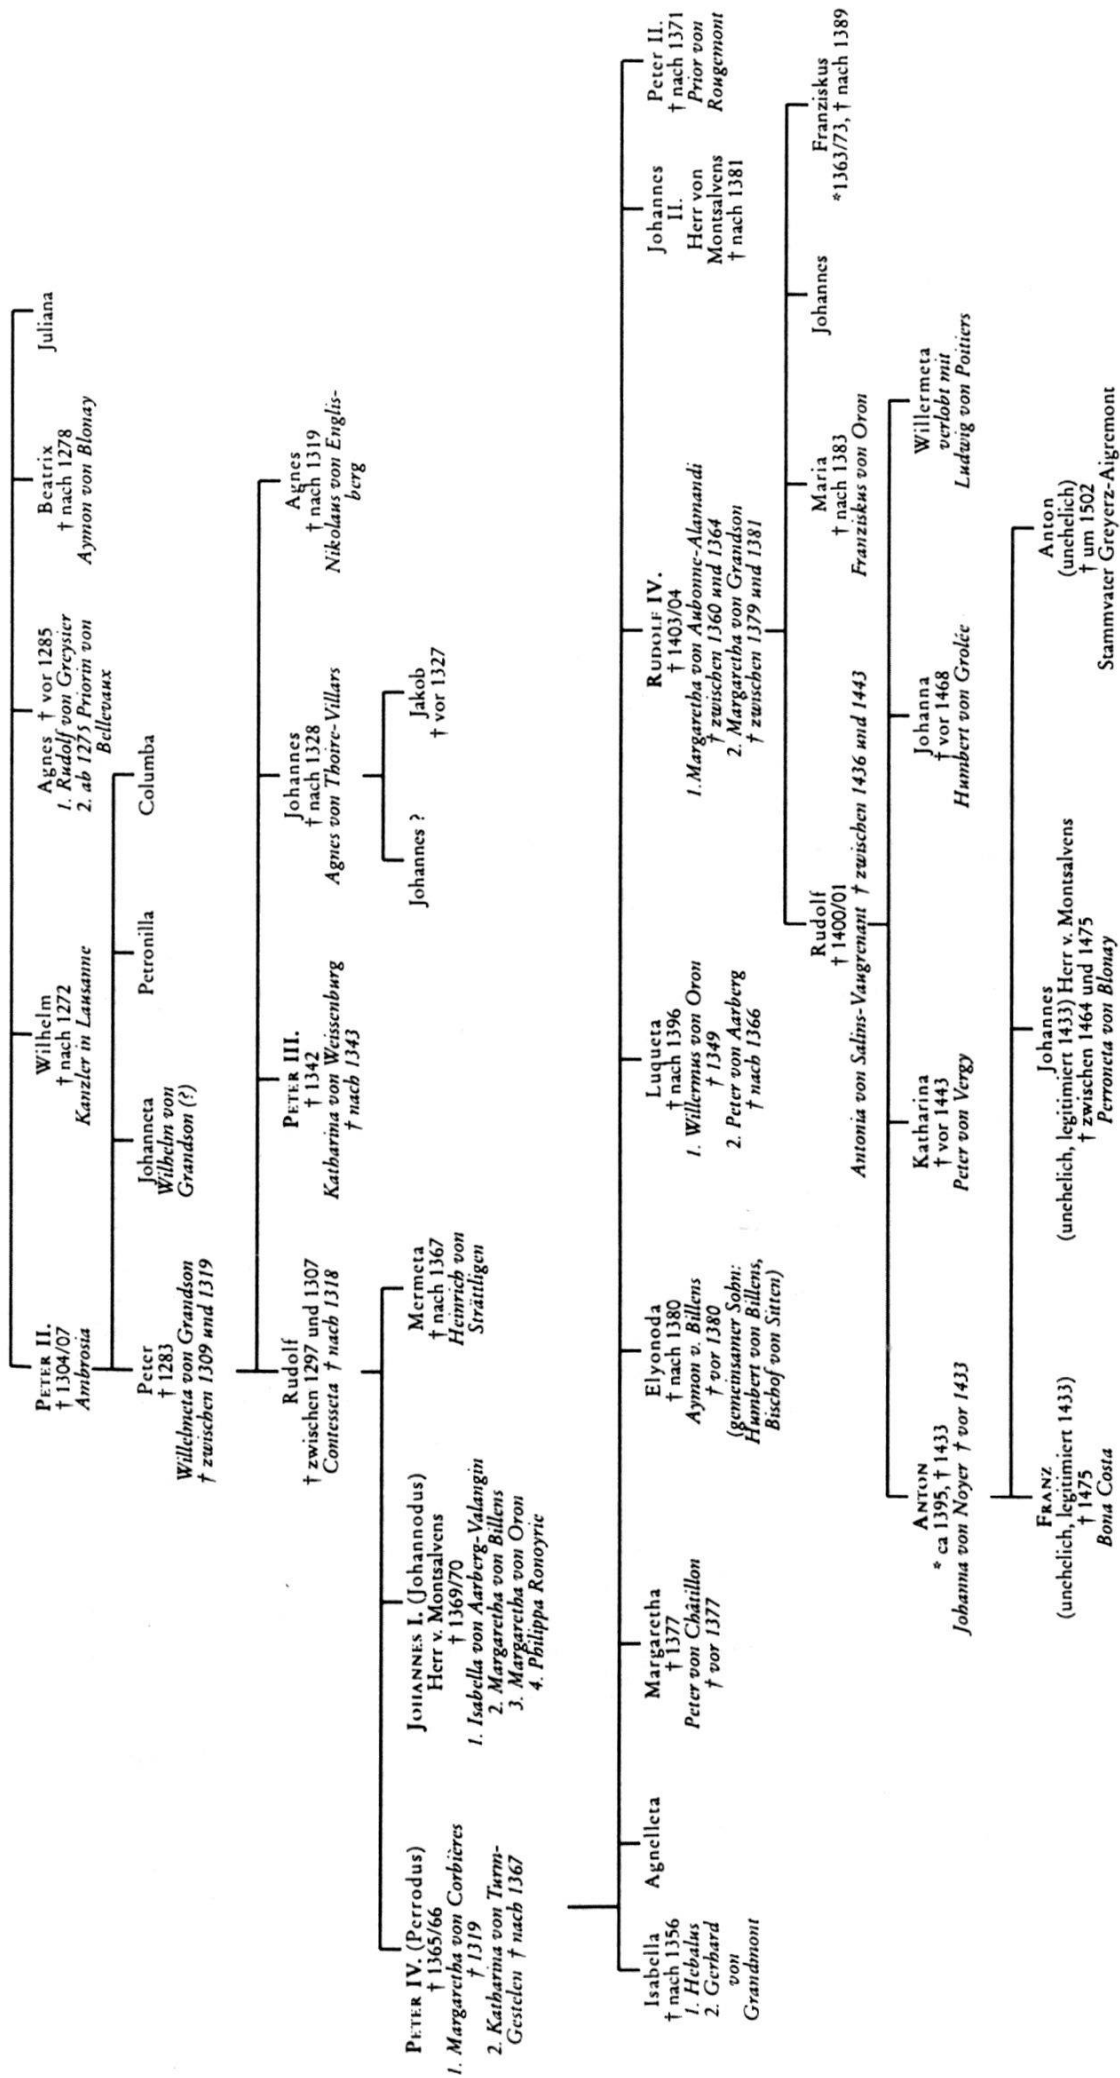 PETER II.
† 1304/07
Ambrosia
Wilhelm
† nach 1272
Kanzler in Lausanne
Agnes † vor 1285
1. Rudolf von Greysier
2. ab 1275 Priorin von
Bellevaux
Beatrix
† nach 1278
Aymon von Blonay
Juliana
Peter
† 1283
Willelmeta von Grandson
† zwischen 1309 und 1319
Johanneta
Wilhelm von
Grandson (?)
Petronilla
Columba
Rudolf
† zwischen 1297 und 1307
Contesseta † nach 1318
PETER III.
† 1342
Katharina von Weissenburg
† nach 1343
Johannes
† nach 1328
Agnes von Thoire-Villars
Agnes
† nach 1319
Nikolaus von Englis-
berg
Johannes ?
Jakob
† vor 1327
PETER IV. (Perrodus)
† 1365/66
1. Margaretha von Corbières
† 1319
2. Katharina von Turm-
Gestelen † nach 1367
JOHANNES I. (Johannodus)
Herr v. Montsalvens
† 1369/70
1. Isabella von Aarberg-Valangin
2. Margaretha von Billens
3. Margaretha von Oron
4. Philippa Ronoyric
Mermeta
† nach 1367
Heinrich von
Strättligen
Isabella
† nach 1356
1. Hebalus
2. Gerhard
von
Grandmont
Agnelleta
Margaretha
† 1377
Peter von Châtillon
† vor 1377
Elyonoda
† nach 1380
Aymon v. Billens
† vor 1380
(gemeinsamer Sohn:
Humbert von Billens,
Bischof von Sitten)
Luqueta
† nach 1396
1. Willermus von Oron
† 1349
2. Peter von Aarberg
† nach 1366
RUDOLF IV.
† 1403/04
1. Margaretha von Aubonne-Alamandi
† zwischen 1360 und 1364
2. Margaretha von Grandson
† zwischen 1379 und 1381
Johannes
II.
Herr von
Montsalvens
† nach 1381
Peter II.
† nach 1371
Prior von
Rougemont
Rudolf
† 1400/01
Antonia von Salins-Vaugrenant † zwischen 1436 und 1443
Maria
† nach 1383
Franziskus von Oron
Johannes
Franziskus
*1363/73, † nach 1389
ANTON
* ca 1395, † 1433
Johanna von Noyer † vor 1433
Katharina
† vor 1443
Peter von Vergy
Johanna
† vor 1468
Humbert von Grolée
Willermeta
verlobt mit
Ludwig von Poitiers
FRANZ
(unehelich, legitimiert 1433)
† 1475
Bona Costa
Johannes
(unehelich, legitimiert 1433) Herr v. Montsalvens
† zwischen 1464 und 1475
Perroneta von Blonay
Anton
(unehelich)
† um 1502
Stammvater Greyerz-Aigremont